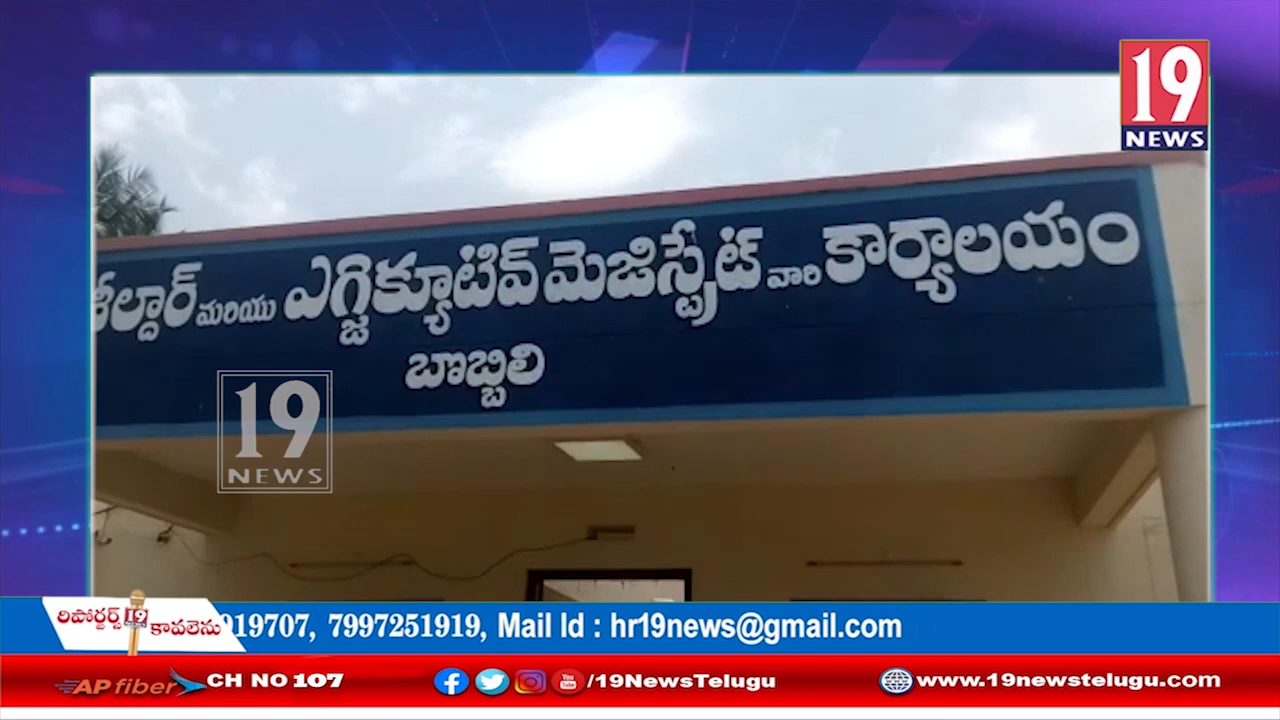 19
NEWS
శీల్దార్ మరియు ఎగ్జిక్యూటివ్ మెజిస్ట్రేట్ వారి కార్యాలయం
బొబ్బిలి
19
NEWS
రిపోర్టర్స్ 19 కావలెను
919707, 7997251919, Mail Id : hr19news@gmail.com
AP fiber CH NO 107
/19NewsTelugu
www.19newstelugu.com